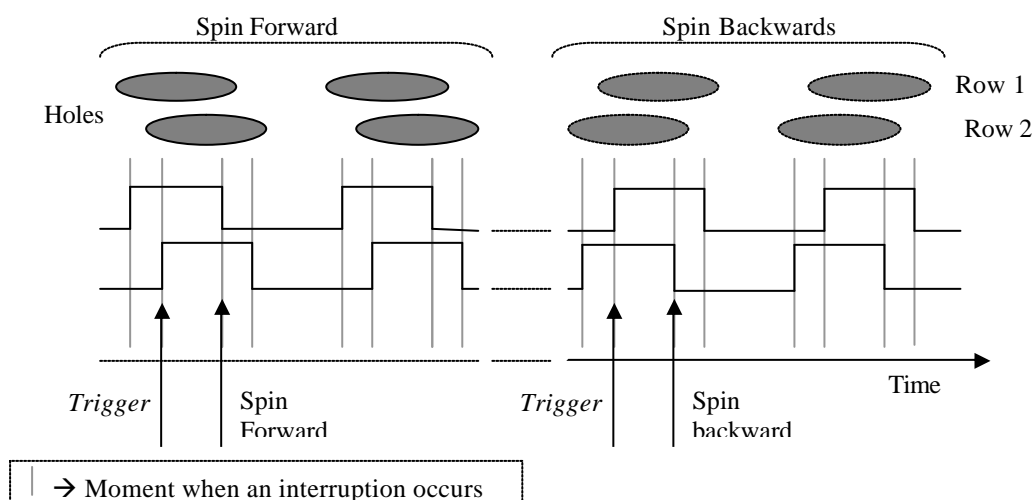 Spin Forward
Spin Backwards
Holes
Row 1
Row 2
Time
Trigger
Spin
Forward
Trigger
Spin
backward
→ Moment when an interruption occurs